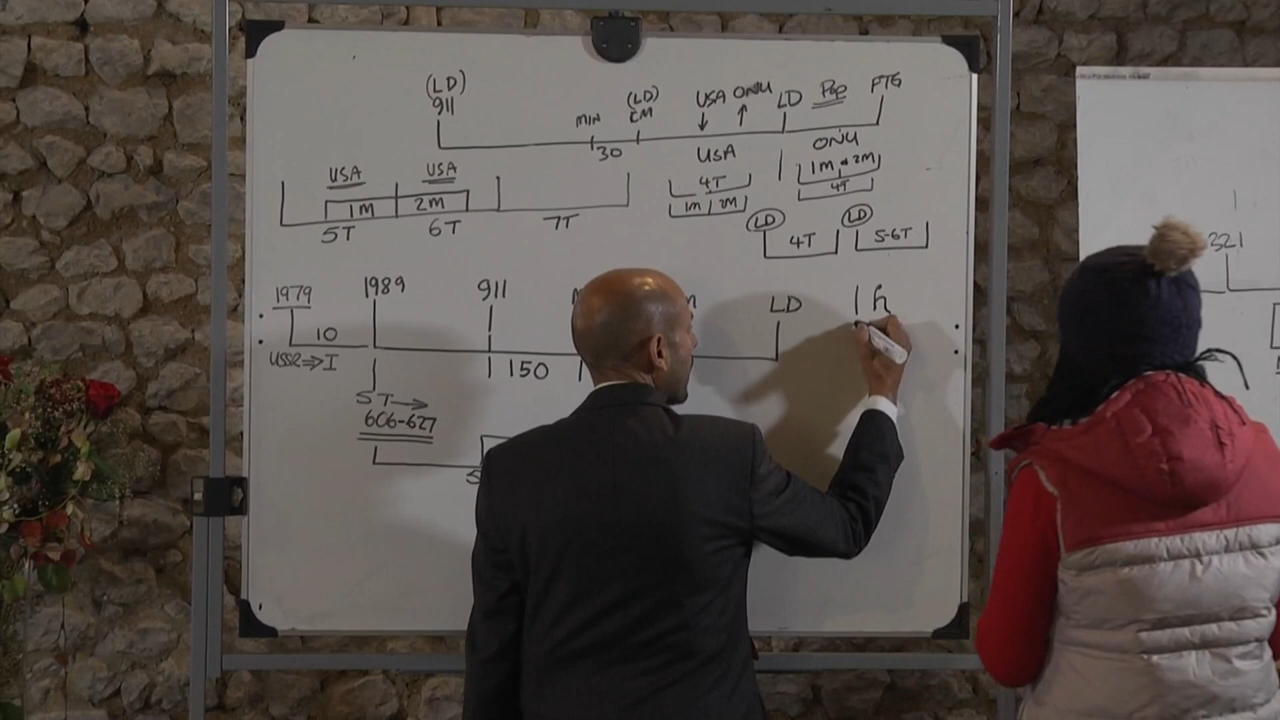 (LD)
911
MIN
(LD)
CM
USA ONU
LD
Pop
PTG
30
USA
4T
1M 2M
ONU
1M 2M
4T
USA
USA
1M
2M
5T
6T
7T
LD
4T
LD
5-6T
1979
1989
911
LD
1h
10
USSR⇒I
150
ST→
606-627
321